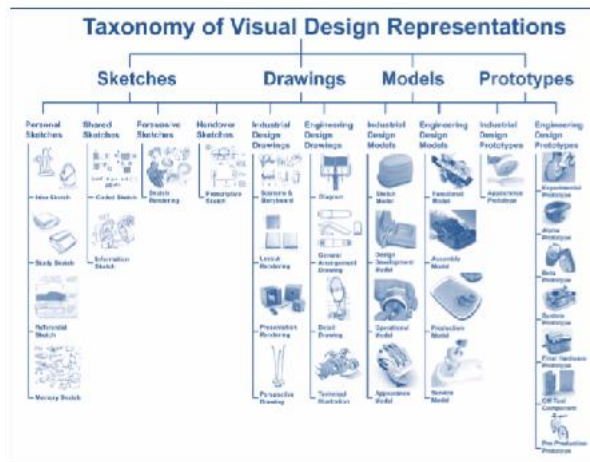 Taxonomy of Visual Design Representations
Sketches
Drawings
Models
Prototypes
Personal
Sketches
Shared
Sketches
Persuasive
Sketches
Handover
Sketches
Industrial
Design
Drawings
Engineering
Design
Drawings
Industrial
Design
Models
Engineering
Design
Models
Industrial
Design
Prototypes
Engineering
Design
Prototypes
Idea Sketch
Study Sketch
Referential
Sketch
Memory Sketch
Coded Sketch
Information
Sketch
Sketch
Rendering
Prescriptive
Sketch
Scenario &
Storyboard
Layout
Rendering
Presentation
Rendering
Perspective
Drawing
Diagram
General
Arrangement
Drawing
Detail
Drawing
Technical
Illustration
Sketch
Model
Design
Development
Model
Operational
Model
Appearance
Model
Functional
Model
Assembly
Model
Production
Model
Service
Model
Appearance
Prototype
Experimental
Prototype
Alpha
Prototype
Beta
Prototype
System
Prototype
Final Hardware
Prototype
Off-Tool
Component
Pre-Production
Prototype